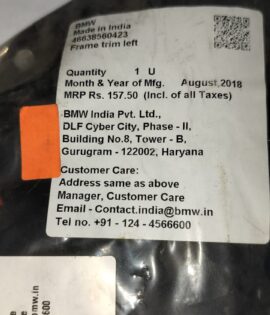 BMW
Made in India
46638560423
Frame trim left
Quantity 1 U
Month & Year of Mfg. August,2018
MRP Rs. 157.50 (Incl. of all Taxes)
BMW India Pvt. Ltd.,
DLF Cyber City, Phase - II,
Building No.8, Tower - B,
Gurugram - 122002, Haryana
Customer Care:
Address same as above
Manager, Customer Care
Email - Contact.india@bmw.in
Tel no. +91 - 124 - 4566600
bmw.in
6600